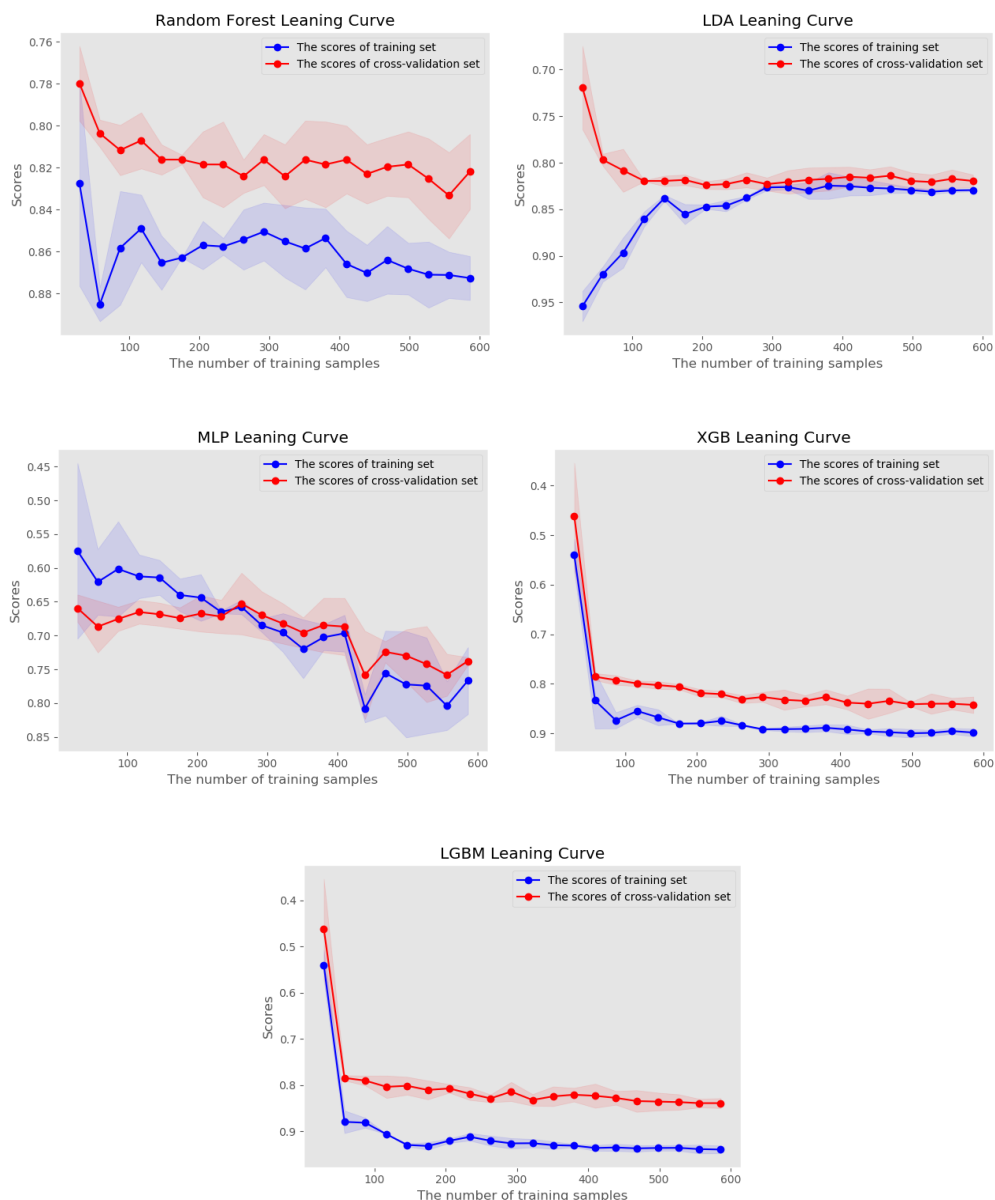 Random Forest Leaning Curve
The scores of training set
The scores of cross-validation set
0.76
0.78
0.80
0.82
0.84
0.86
0.88
Scores
100 200 300 400 500 600
The number of training samples
LDA Leaning Curve
The scores of training set
The scores of cross-validation set
0.70
0.75
0.80
0.85
0.90
0.95
Scores
100 200 300 400 500 600
The number of training samples
MLP Leaning Curve
The scores of training set
The scores of cross-validation set
0.45
0.50
0.55
0.60
0.65
0.70
0.75
0.80
0.85
Scores
100 200 300 400 500 600
The number of training samples
XGB Leaning Curve
The scores of training set
The scores of cross-validation set
0.4
0.5
0.6
0.7
0.8
0.9
Scores
100 200 300 400 500 600
The number of training samples
LGBM Leaning Curve
The scores of training set
The scores of cross-validation set
0.4
0.5
0.6
0.7
0.8
0.9
Scores
100 200 300 400 500 600
The number of training samples